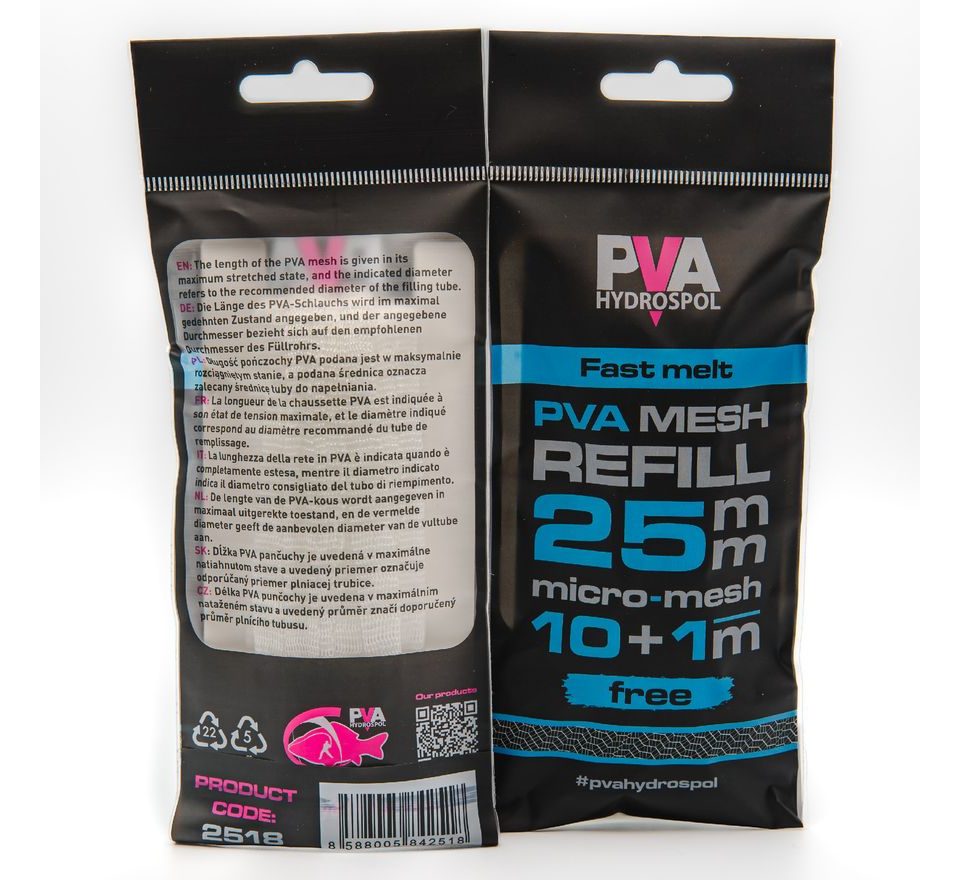 EN: The length of the PVA mesh is given in its
maximum stretched state, and the indicated diameter
refers to the recommended diameter of the filling tube.
DE: Die Länge des PVA-Schlauchs wird im maximal
gedehnten Zustand angegeben, und der angegebene
Durchmesser bezieht sich auf den empfohlenen
Durchmesser des Füllrohrs.
PL: Długość pończochy PVA podana jest w maksymalnie
rozciągniętym stanie, a podana średnica oznacza
zalecany średnicę tuby do napełniania.
FR: La longueur de la chaussette PVA est indiquée à
son état de tension maximale, et le diamètre indiqué
correspond au diamètre recommandé du tube de
remplissage.
IT: La lunghezza della rete in PVA è indicata quando è
completamente estesa, mentre il diametro indicato
indica il diametro consigliato del tubo di riempimento.
NL: De lengte van de PVA-kous wordt aangegeven in
maximaal uitgerekte toestand, en de vermelde
diameter geeft de aanbevolen diameter van de vultube
aan.
SK: Dĺžka PVA pančuchy je uvedená v maximálne
natiahnutom stave a uvedený priemer označuje
odporúčaný priemer plniacej trubice.
CZ: Délka PVA punčochy je uvedena v maximálním
nataženém stavu a uvedený průměr značí doporučený
průměr plnícího tubusu.
22
5
PVA
HYDROSPOL
Our products
PRODUCT
CODE:
2518
8 588005 842518
PVA
HYDROSPOL
Fast melt
PVA MESH
REFILL
25mm
micro-mesh
10+1m
free
#pvahydrospol